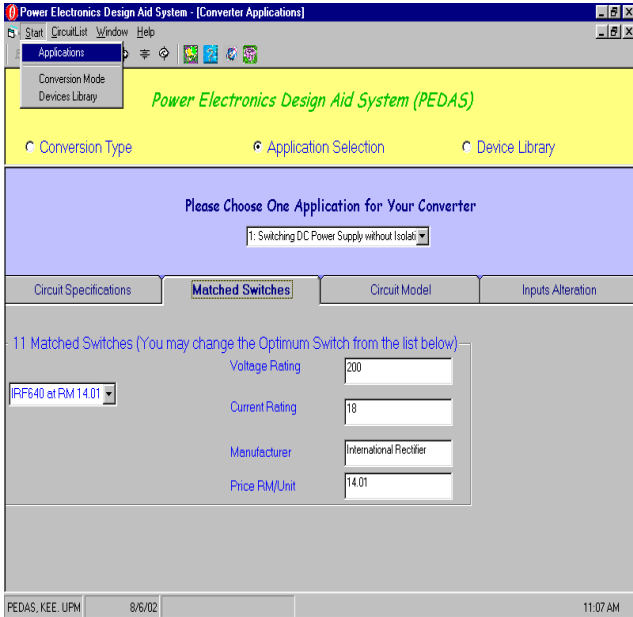 Power Electronics Design Aid System - [Converter Applications]
Start CircuitList Window Help
Applications
Conversion Mode
Devices Library
Power Electronics Design Aid System (PEDAS)
Conversion Type Application Selection Device Library
Please Choose One Application for Your Converter
1: Switching DC Power Supply without Isolati
Circuit Specifications Matched Switches Circuit Model Inputs Alteration
11 Matched Switches (You may change the Optimum Switch from the list below)
IRF640 at RM 14.01
Voltage Rating 200
Current Rating 18
Manufacturer International Rectifier
Price RM/Unit 14.01
PEDAS, KEE. UPM 8/6/02 11:07 AM